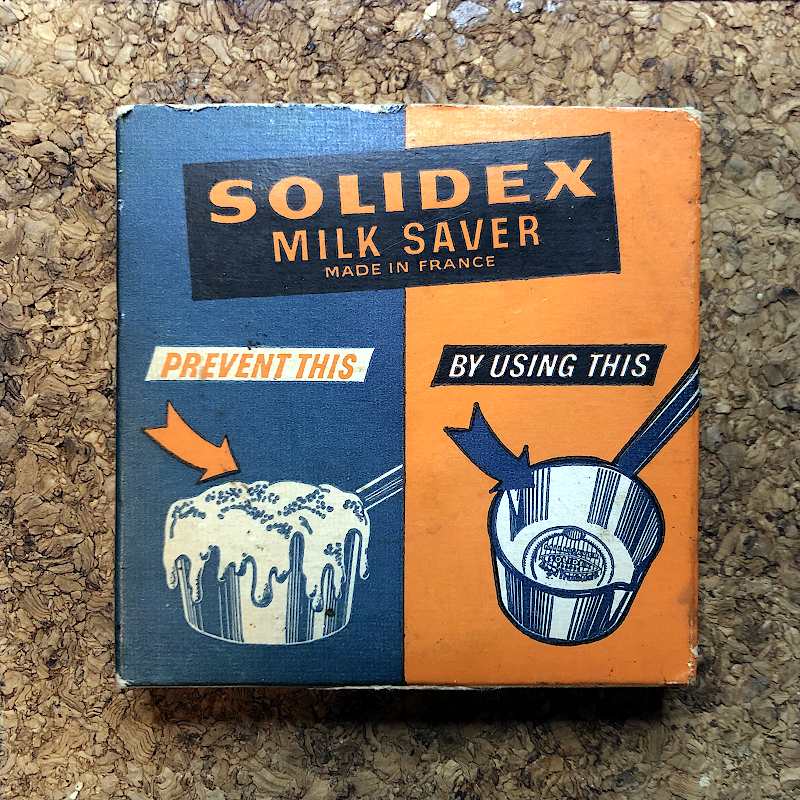 SOLIDEX
MILK SAVER
MADE IN FRANCE
PREVENT THIS
BY USING THIS